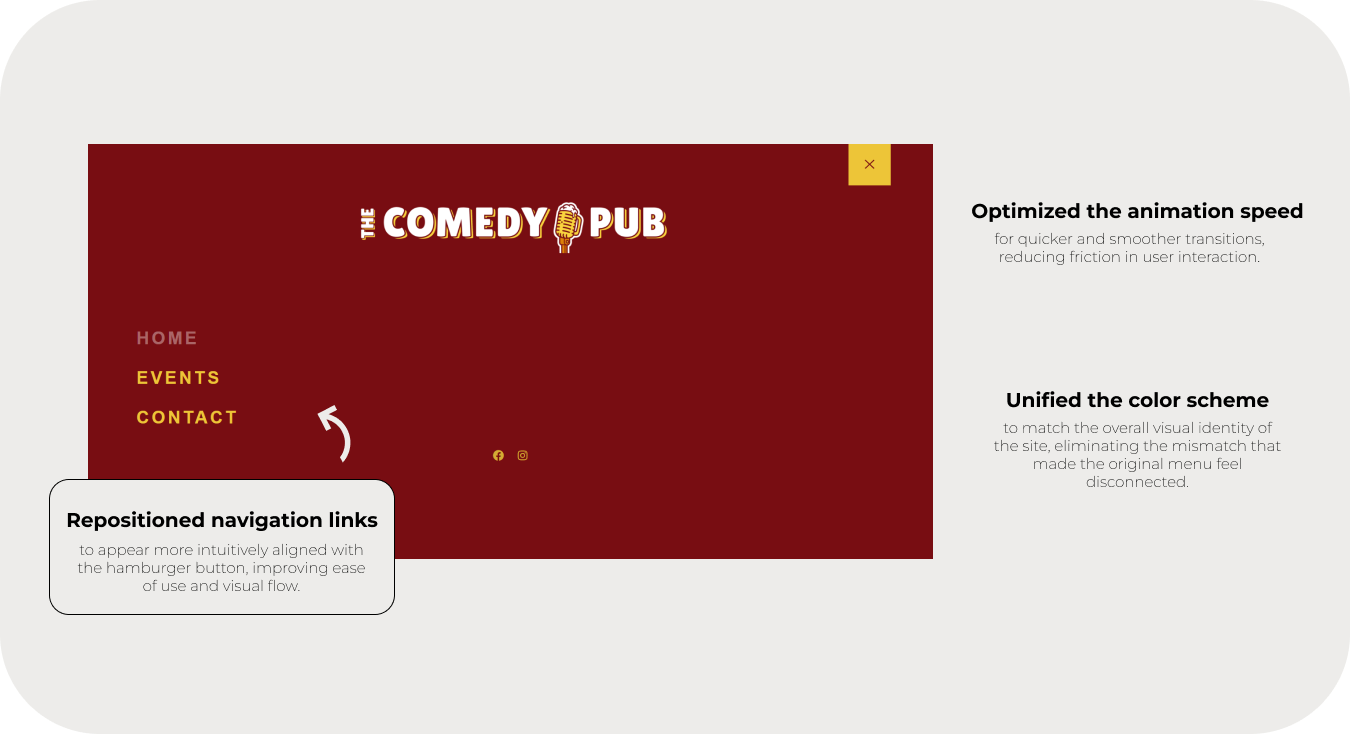 THE COMEDY PUB
HOME
EVENTS
CONTACT
Repositioned navigation links
to appear more intuitively aligned with
the hamburger button, improving ease
of use and visual flow.
Optimized the animation speed
for quicker and smoother transitions,
reducing friction in user interaction.
Unified the color scheme
to match the overall visual identity of
the site, eliminating the mismatch that
made the original menu feel
disconnected.